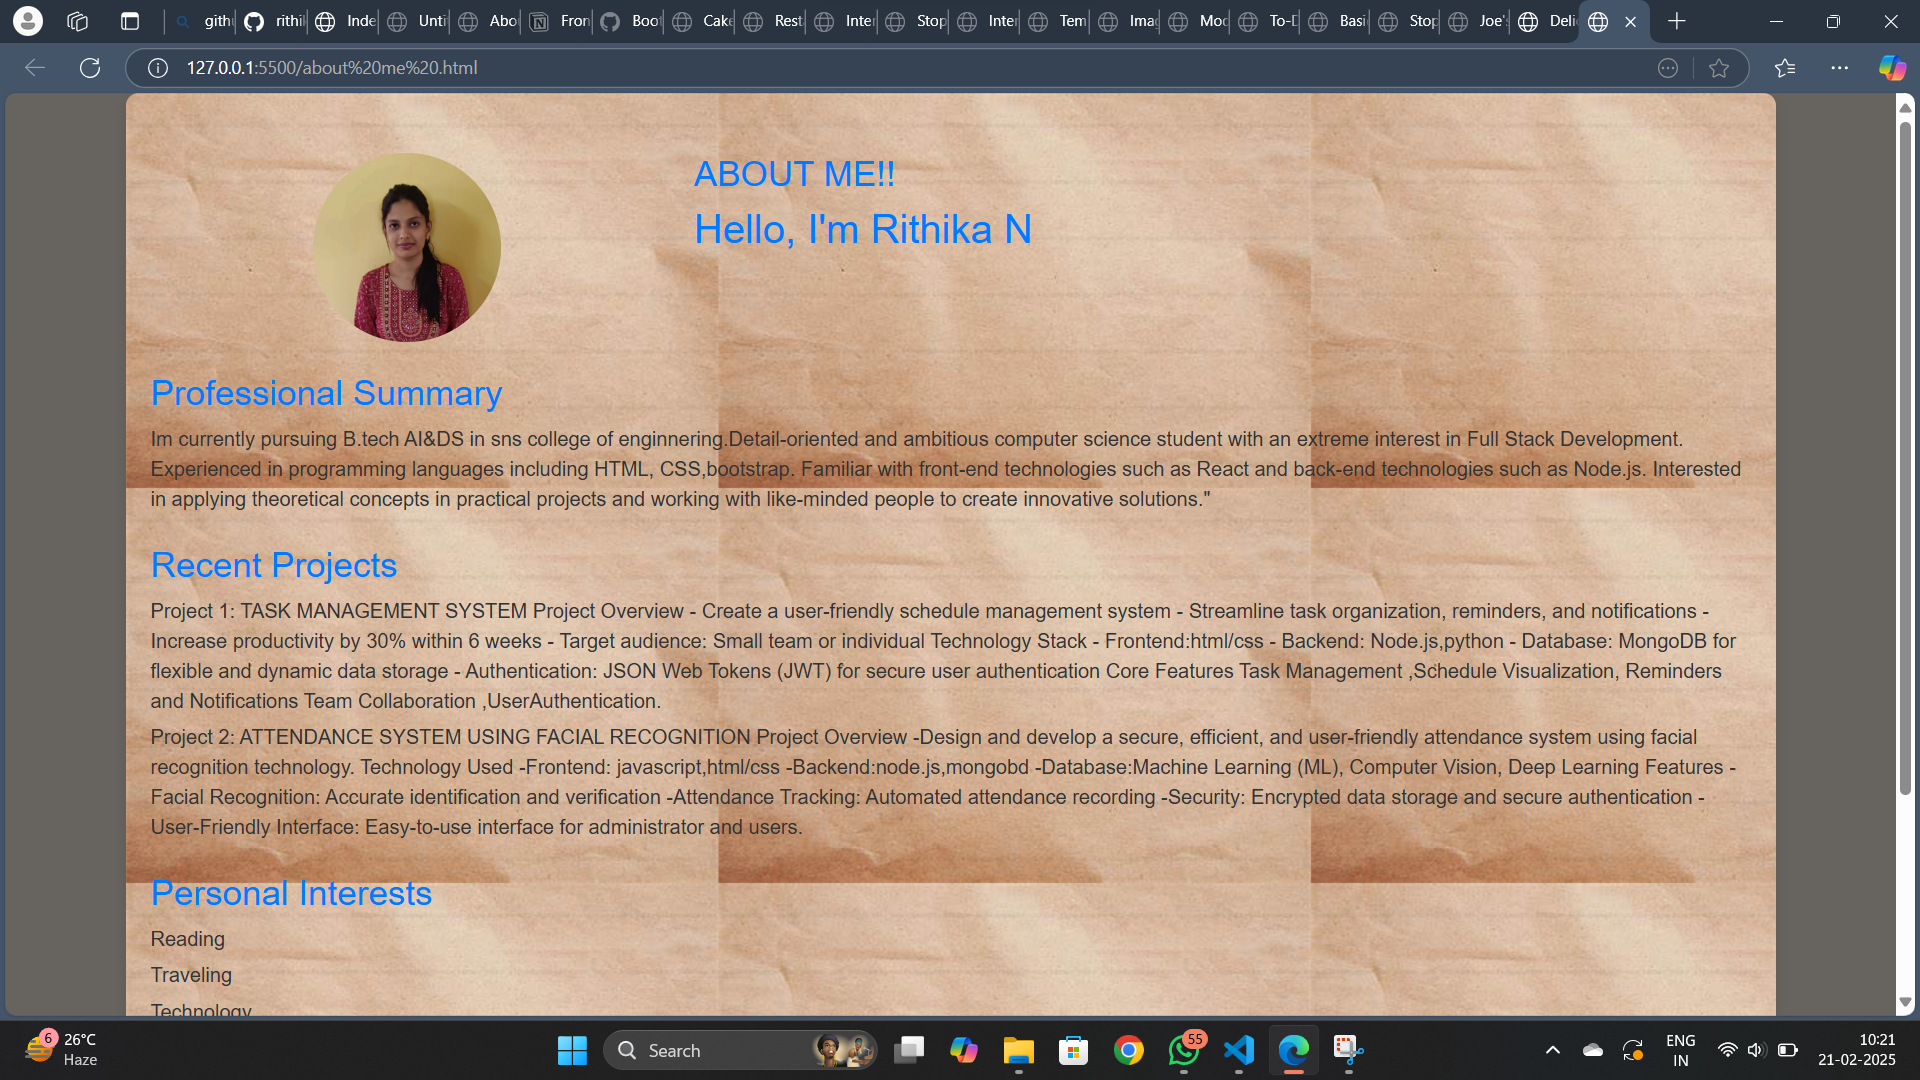 gith
rithi
Inde
Unti
Abo
Fron
Boot
Cake
Rest
Inter
Stop
Inter
Tem
Imag
Mod
To-D
Basi
Stop
Joe's
Deli
127.0.0.1:5500/about%20me%20.html
ABOUT ME!!
Hello, I'm Rithika N
Professional Summary
Im currently pursuing B.tech AI&DS in sns college of enginnering.Detail-oriented and ambitious computer science student with an extreme interest in Full Stack Development.
Experienced in programming languages including HTML, CSS,bootstrap. Familiar with front-end technologies such as React and back-end technologies such as Node.js. Interested
in applying theoretical concepts in practical projects and working with like-minded people to create innovative solutions."
Recent Projects
Project 1: TASK MANAGEMENT SYSTEM Project Overview - Create a user-friendly schedule management system - Streamline task organization, reminders, and notifications -
Increase productivity by 30% within 6 weeks - Target audience: Small team or individual Technology Stack - Frontend:html/css - Backend: Node.js,python - Database: MongoDB for
flexible and dynamic data storage - Authentication: JSON Web Tokens (JWT) for secure user authentication Core Features Task Management ,Schedule Visualization, Reminders
and Notifications Team Collaboration ,UserAuthentication.
Project 2: ATTENDANCE SYSTEM USING FACIAL RECOGNITION Project Overview -Design and develop a secure, efficient, and user-friendly attendance system using facial
recognition technology. Technology Used -Frontend: javascript,html/css -Backend:node.js,mongobd -Database:Machine Learning (ML), Computer Vision, Deep Learning Features -
Facial Recognition: Accurate identification and verification -Attendance Tracking: Automated attendance recording -Security: Encrypted data storage and secure authentication -
User-Friendly Interface: Easy-to-use interface for administrator and users.
Personal Interests
Reading
Traveling
Technology
6
26°C
Haze
Search
55
ENG
IN
10:21
21-02-2025